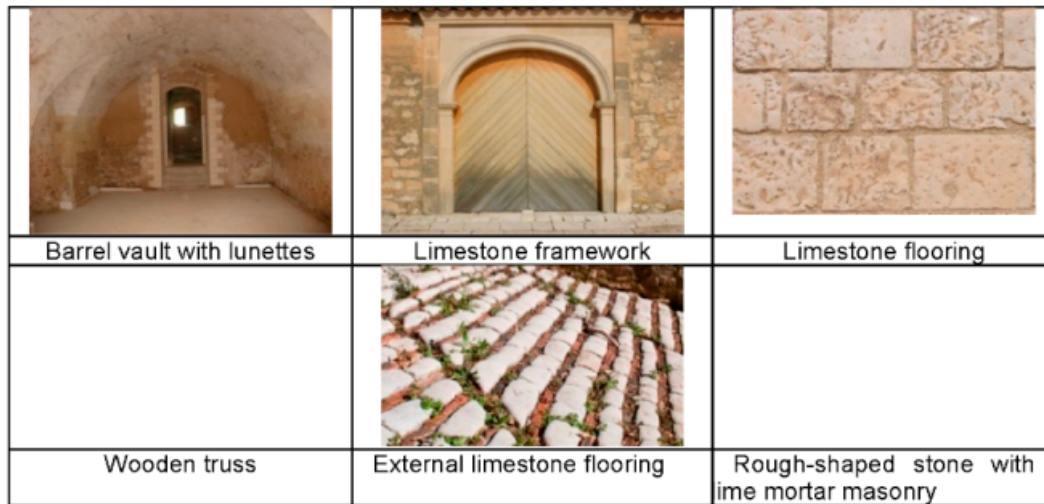 Barrel vault with lunettes
Limestone framework
Limestone flooring
Wooden truss
External limestone flooring
Rough-shaped stone with
ime mortar masonry